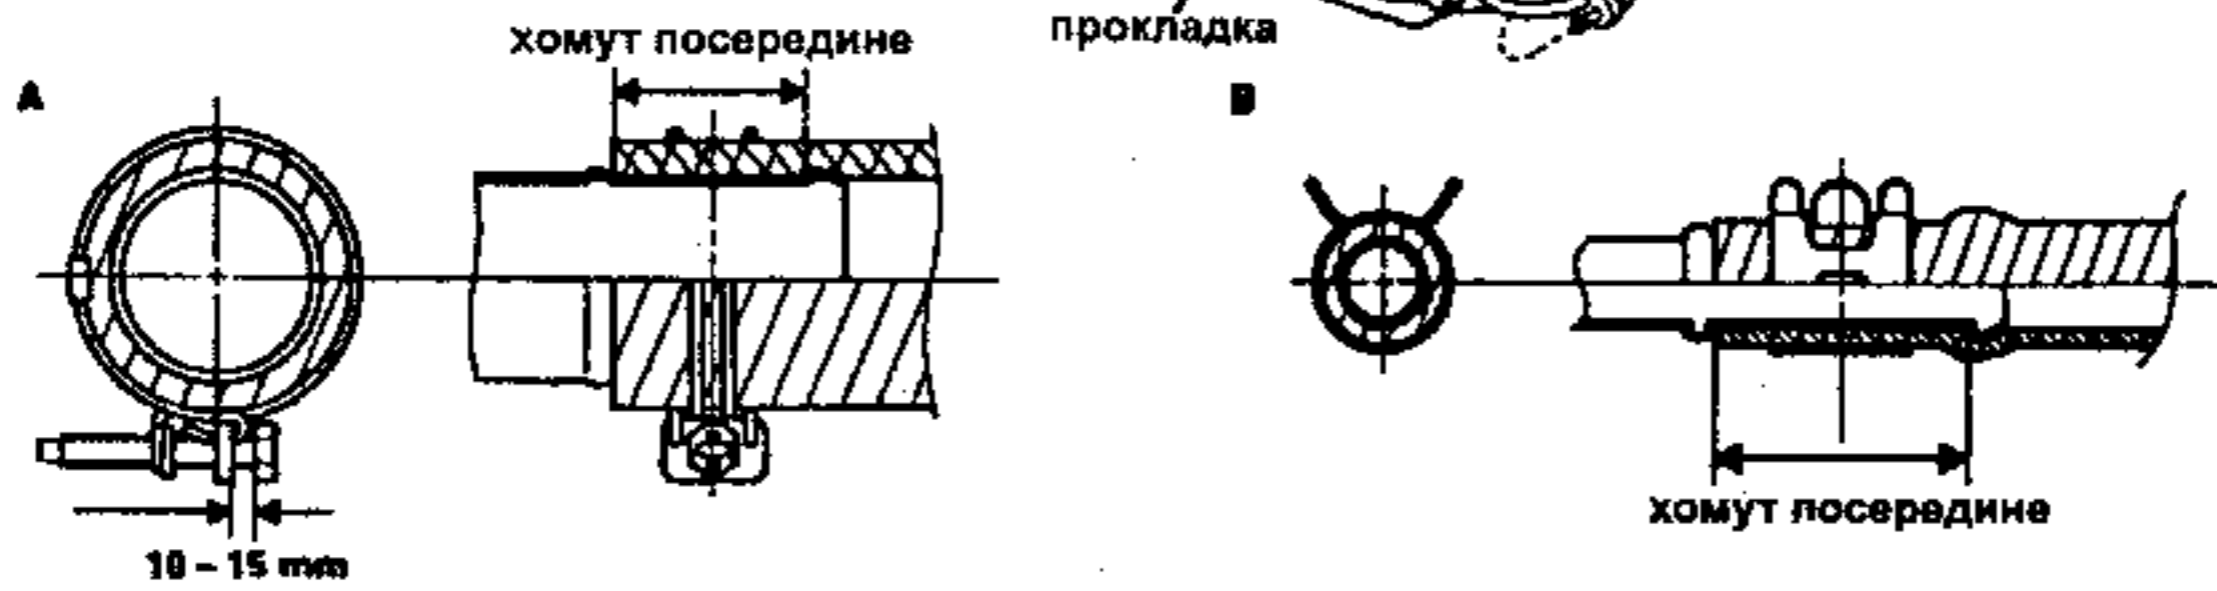 хомут посередине
прокладка
A
B
10 – 15 mm
хомут посередине